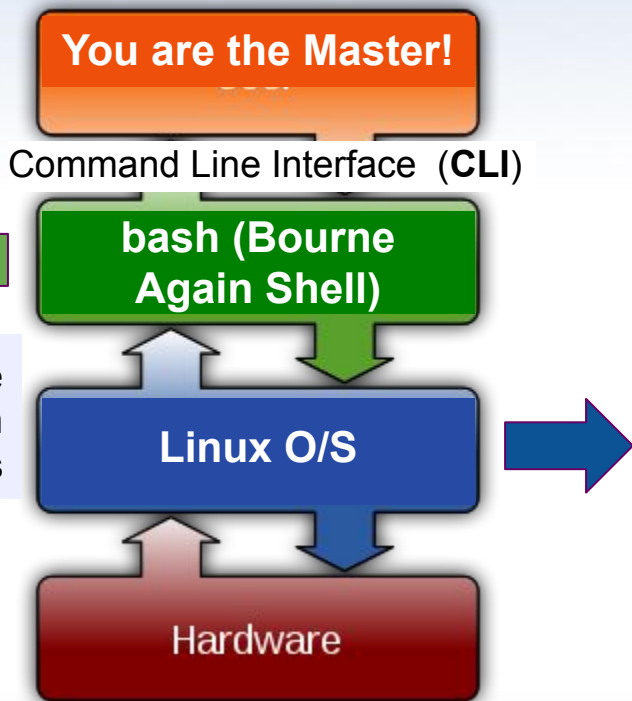 You are the Master!
Command Line Interface (CLI)
bash (Bourne
Again Shell)
Linux O/S
Hardware